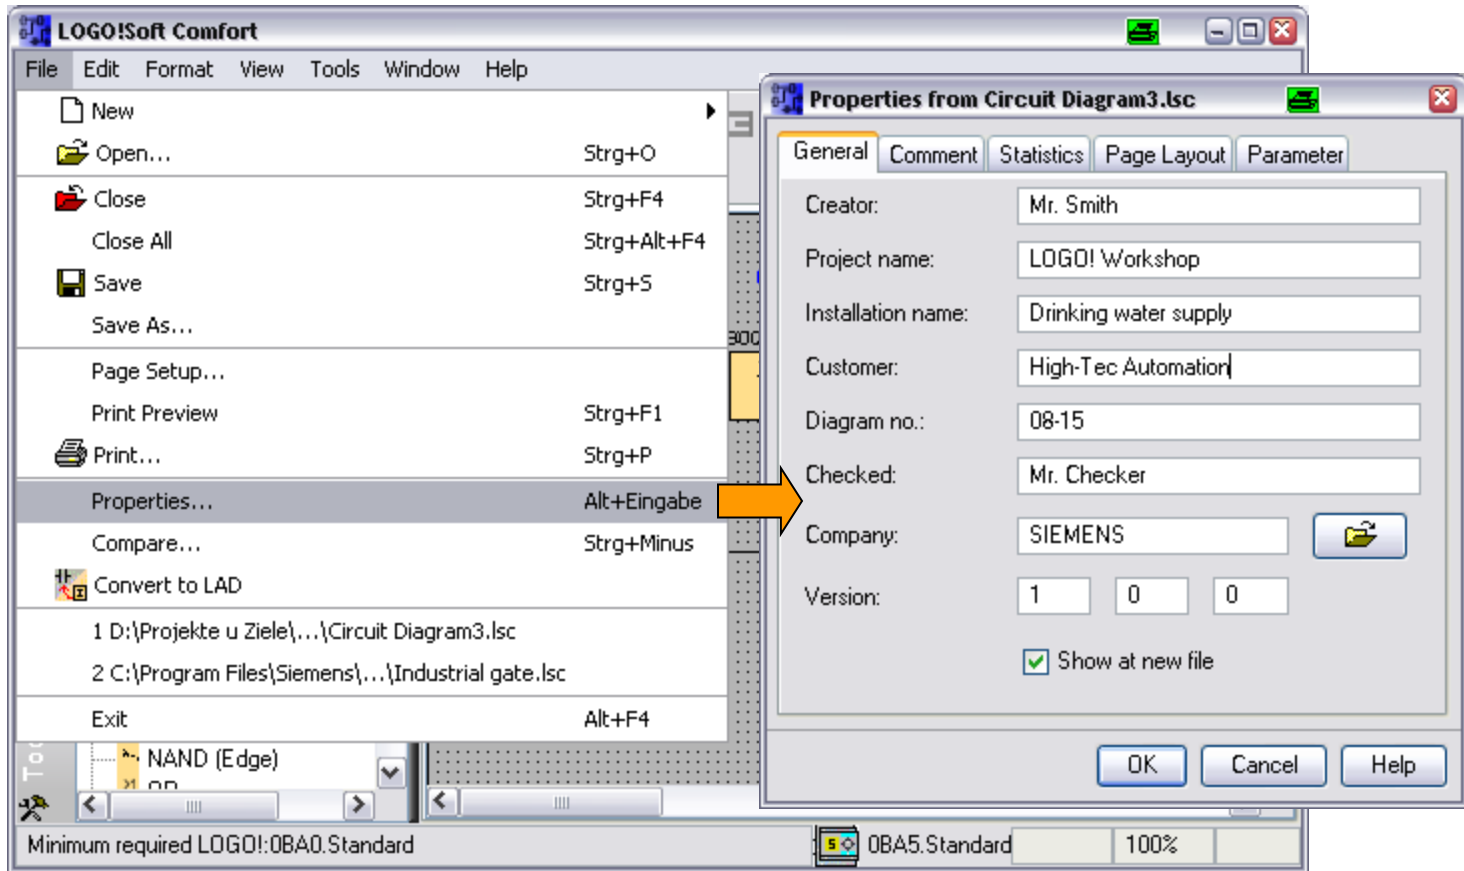 LOGO!Soft Comfort
File Edit Format View Tools Window Help
New
Open... Strg+O
Close Strg+F4
Close All Strg+Alt+F4
Save Strg+S
Save As...
Page Setup...
Print Preview Strg+F1
Print... Strg+P
Properties... Alt+Eingabe
Compare... Strg+Minus
Convert to LAD
1 D:\Projekte u Ziele\...\Circuit Diagram3.lsc
2 C:\Program Files\Siemens\...\Industrial gate.lsc
Exit Alt+F4
NAND (Edge)
Minimum required LOGO!:0BA0.Standard
0BA5.Standard
100%
Properties from Circuit Diagram3.lsc
General Comment Statistics Page Layout Parameter
Creator: Mr. Smith
Project name: LOGO! Workshop
Installation name: Drinking water supply
Customer: High-Tec Automation
Diagram no.: 08-15
Checked: Mr. Checker
Company: SIEMENS
Version: 1 0 0
Show at new file
OK Cancel Help